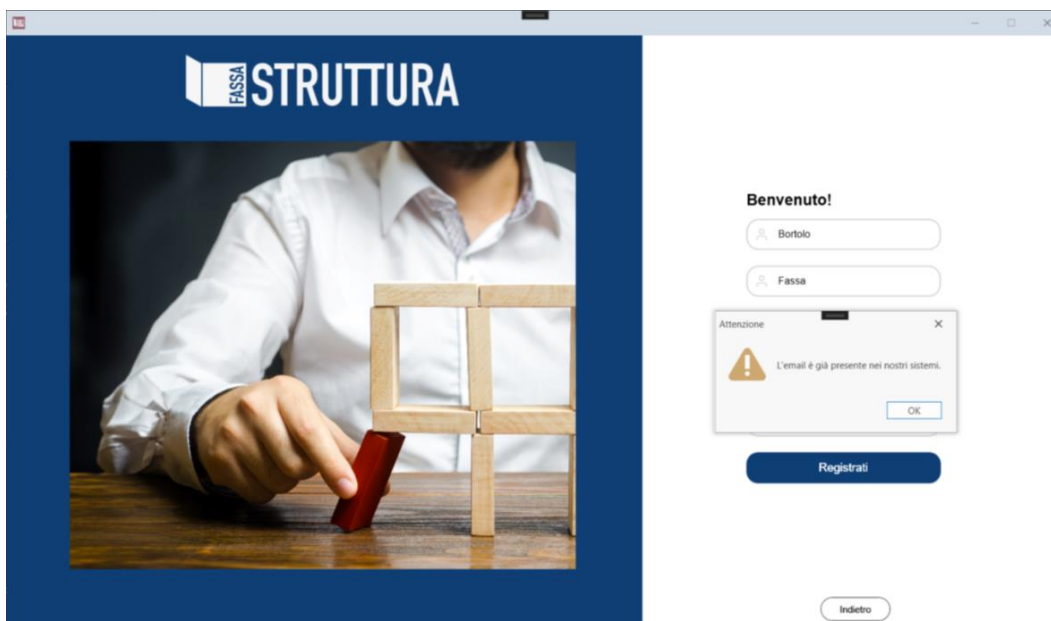 FASSA STRUTTURA
Benvenuto!
Bortolo
Fassa
Attenzione
L'email è già presente nei nostri sistemi.
OK
Registrati
Indietro